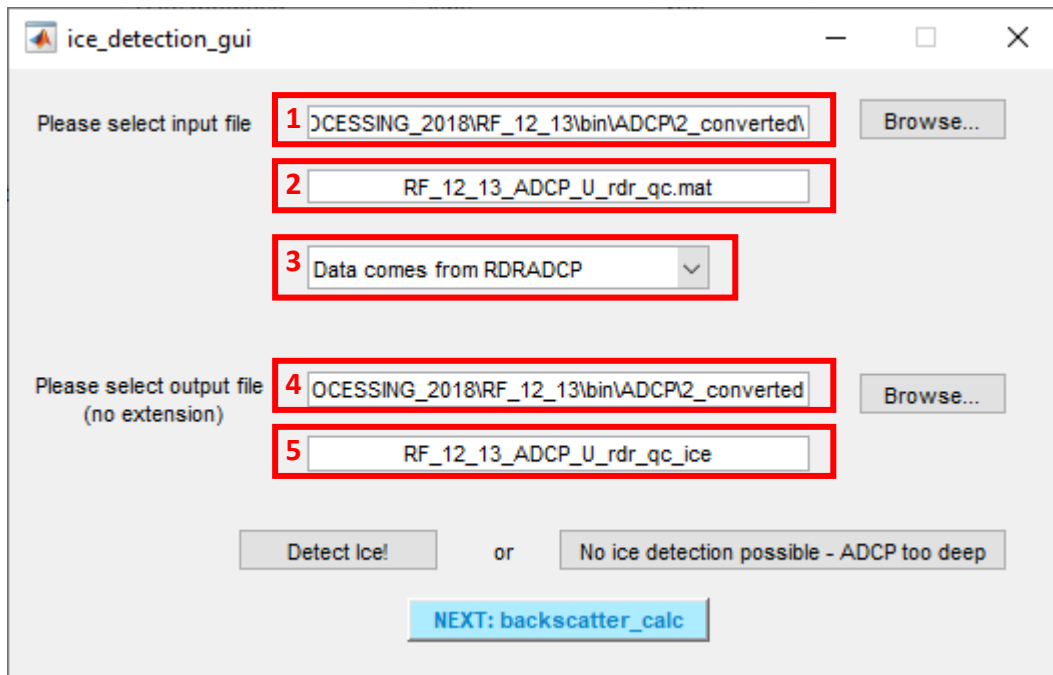 ice_detection_gui
Please select input file 1 OCESSING_2018\RF_12_13\bin\ADCP\2_converted\ Browse...
2 RF_12_13_ADCP_U_rdr_qc.mat
3 Data comes from RDRADCP
Please select output file 4 OCESSING_2018\RF_12_13\bin\ADCP\2_converted Browse...
(no extension)
5 RF_12_13_ADCP_U_rdr_qc_ice
Detect Ice! or No ice detection possible - ADCP too deep
NEXT: backscatter_calc